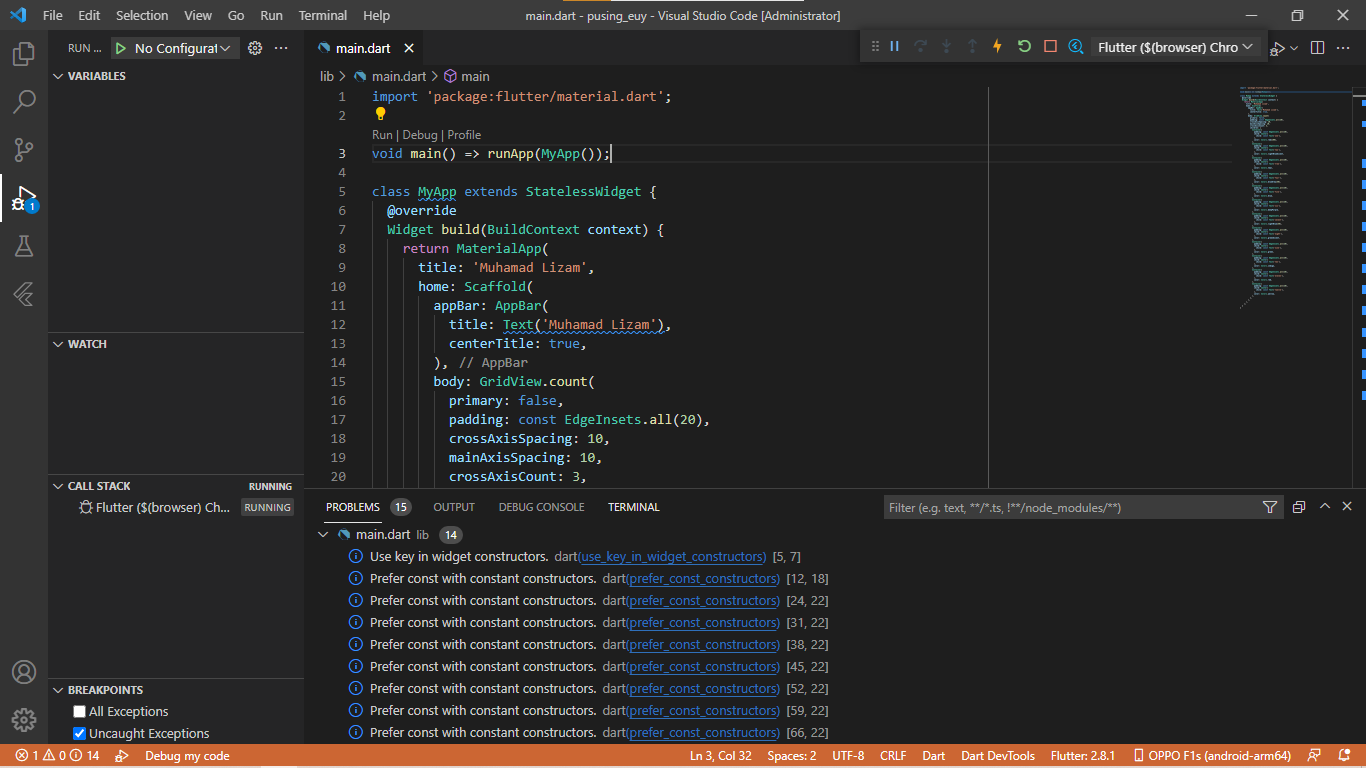 File Edit Selection View Go Run Terminal Help main.dart - pusing_euy - Visual Studio Code [Administrator]
RUN ... No Configurat ...
main.dart
Flutter ($(browser) Chro
VARIABLES
lib > main.dart > main
1 import 'package:flutter/material.dart';
2
Run | Debug | Profile
3 void main() => runApp(MyApp());
4
5 class MyApp extends StatelessWidget {
6 @override
7 Widget build(BuildContext context) {
8 return MaterialApp(
9 title: 'Muhamad Lizam',
10 home: Scaffold(
11 appBar: AppBar(
12 title: Text('Muhamad Lizam'),
13 centerTitle: true,
14 ), // AppBar
15 body: GridView.count(
16 primary: false,
17 padding: const EdgeInsets.all(20),
18 crossAxisSpacing: 10,
19 mainAxisSpacing: 10,
20 crossAxisCount: 3,
1
WATCH
CALL STACK RUNNING
Flutter ($(browser) Ch... RUNNING
BREAKPOINTS
All Exceptions
Uncaught Exceptions
PROBLEMS 15 OUTPUT DEBUG CONSOLE TERMINAL Filter (e.g. text, **/*.ts, !**/node_modules/**)
main.dart lib 14
Use key in widget constructors. dart(use_key_in_widget_constructors) [5, 7]
Prefer const with constant constructors. dart(prefer_const_constructors) [12, 18]
Prefer const with constant constructors. dart(prefer_const_constructors) [24, 22]
Prefer const with constant constructors. dart(prefer_const_constructors) [31, 22]
Prefer const with constant constructors. dart(prefer_const_constructors) [38, 22]
Prefer const with constant constructors. dart(prefer_const_constructors) [45, 22]
Prefer const with constant constructors. dart(prefer_const_constructors) [52, 22]
Prefer const with constant constructors. dart(prefer_const_constructors) [59, 22]
Prefer const with constant constructors. dart(prefer_const_constructors) [66, 22]
1 0 14 Debug my code Ln 3, Col 32 Spaces: 2 UTF-8 CRLF Dart Dart DevTools Flutter: 2.8.1 OPPO F1s (android-arm64)